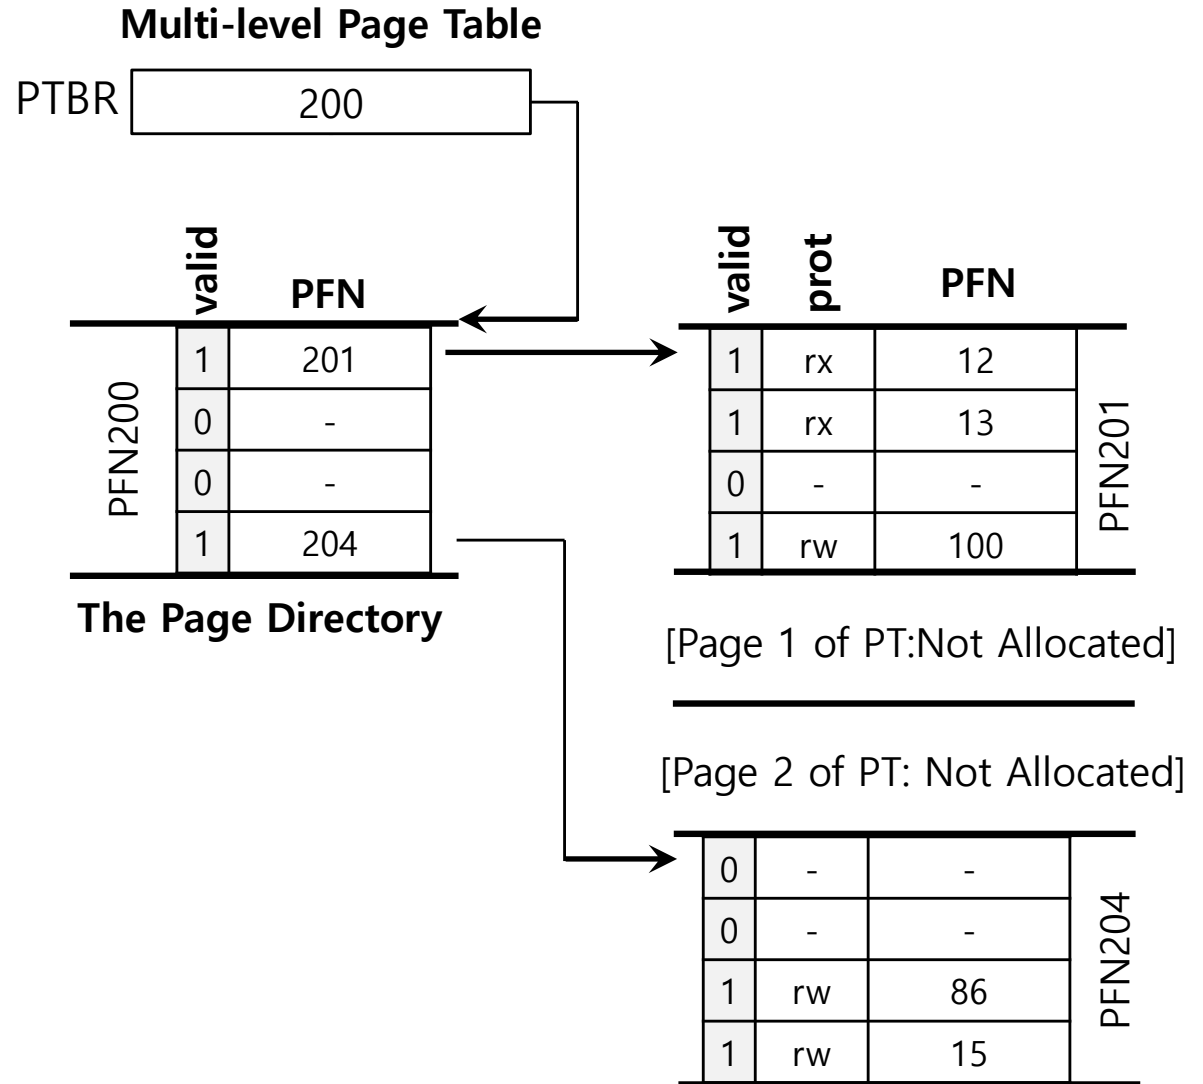 Multi-level Page Table
PTBR 200
valid PFN
PFN200
1 201
0 -
0 -
1 204
The Page Directory
valid prot PFN
1 rx 12
1 rx 13
0 - -
1 rw 100
PFN201
[Page 1 of PT:Not Allocated]
[Page 2 of PT: Not Allocated]
0 - -
0 - -
1 rw 86
1 rw 15
PFN204